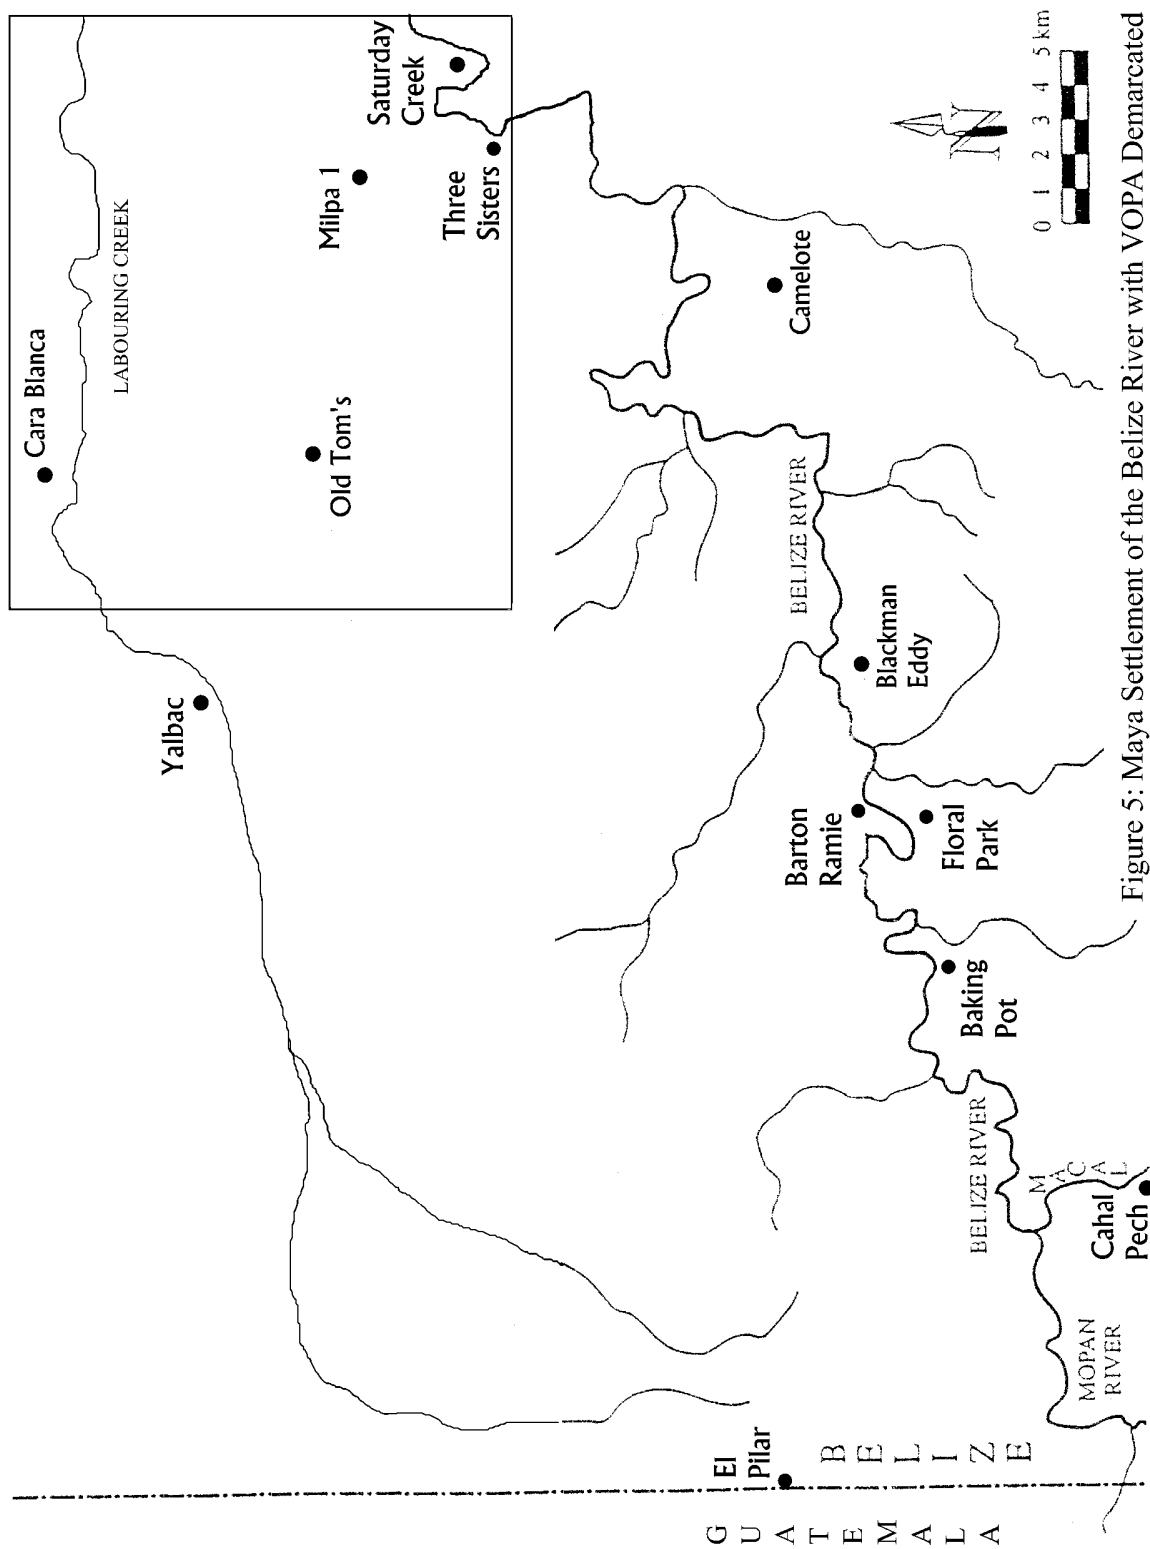 Cara Blanca
LABOURING CREEK
Yalbac
Old Tom's
Milpa 1
Saturday
Creek
Three
Sisters
Camelote
BELIZE RIVER
Blackman
Eddy
Barton
Ramie
Floral
Park
Baking
Pot
BELIZE RIVER
MACAL
Cahal
Pech
MOPAN
RIVER
El
Pilar
BELIZE
GUATEMALA
N
0 1 2 3 4 5 km
Figure 5: Maya Settlement of the Belize River with VOPA Demarcated